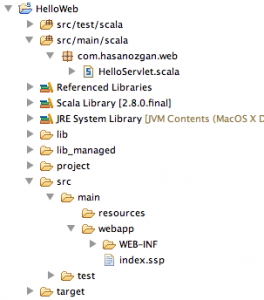 HelloWeb
src/test/scala
src/main/scala
com.hasanozgan.web
HelloServlet.scala
Referenced Libraries
Scala Library [2.8.0.final]
JRE System Library [JVM Contents (MacOS X D
lib
lib_managed
project
src
main
resources
webapp
WEB-INF
index.ssp
test
target